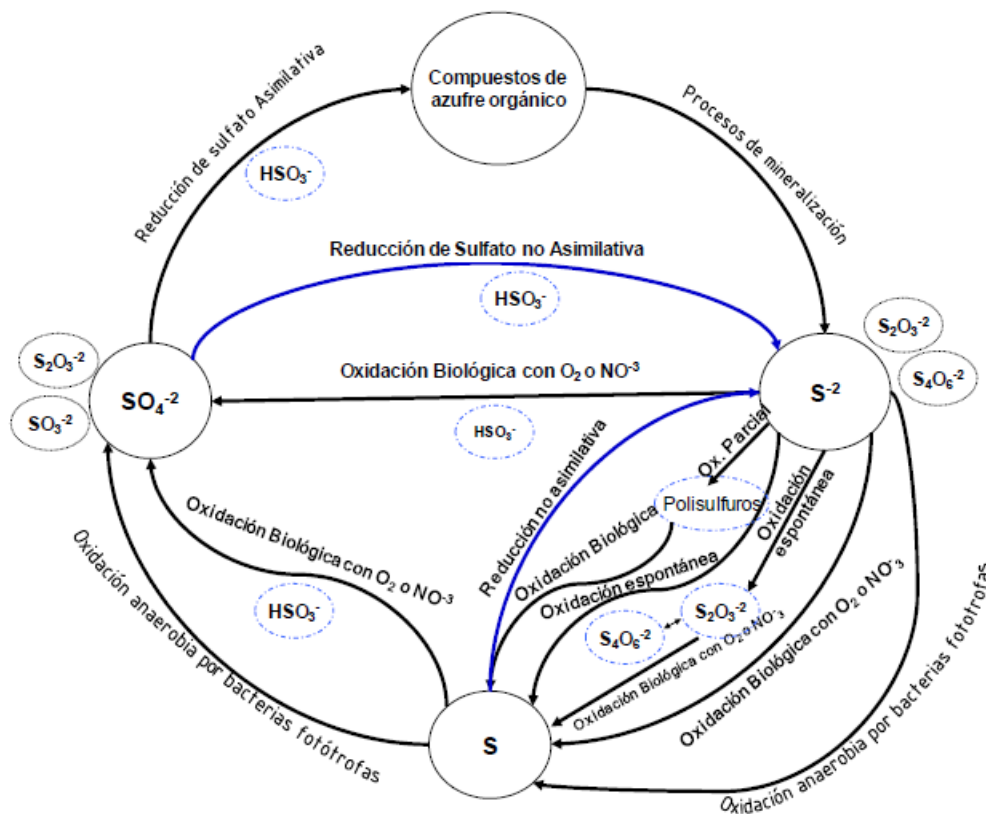 Compuestos de
azufre orgánico
Reducción de sulfato Asimilativa
HSO₃⁻
Procesos de mineralización
Reducción de Sulfato no Asimilativa
HSO₃⁻
S₂O₃⁻²
S₄O₆⁻²
S₂O₃⁻²
SO₃⁻²
SO₄⁻²
Oxidación Biológica con O₂ o NO⁻³
S⁻²
HSO₃⁻
Ox. Parcial
Polisulfuros
Oxidación
espontánea
Reducción no asimilativa
Oxidación Biológica
Oxidación espontánea
Oxidación Biológica con O₂ o NO⁻³
HSO₃⁻
Oxidación anaerobia por bacterias fotótrofas
S₂O₃⁻²
S₄O₆⁻²
Oxidación Biológica con O₂ o NO⁻₃
Oxidación Biológica con O₂ o NO⁻₃
Oxidación anaerobia por bacterias fotótrofas
S